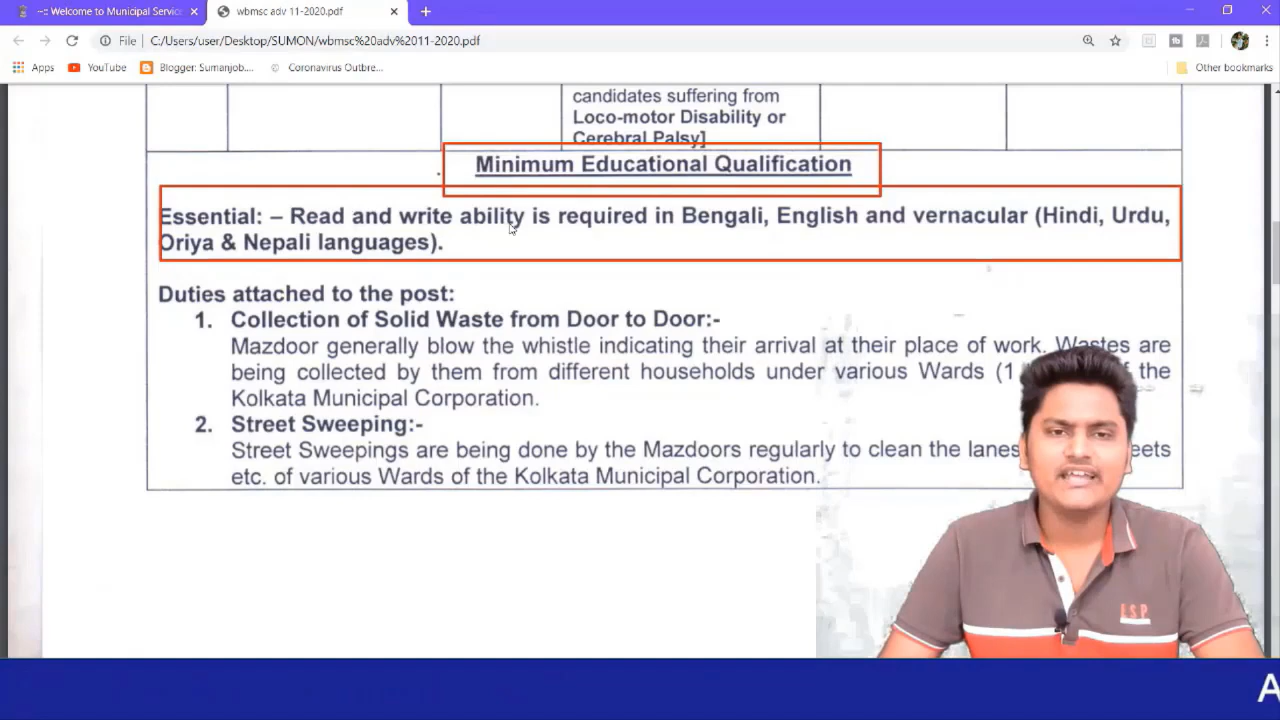 -:: Welcome to Municipal Servic
wbmsc adv 11-2020.pdf
File
C:/Users/user/Desktop/SUMON/wbmsc%20adv%2011-2020.pdf
Apps
YouTube
Blogger: Sumanjob....
Coronavirus Outbre...
Other bookmarks
candidates suffering from
Loco-motor Disability or
Cerebral Palsy]
Minimum Educational Qualification
Essential: – Read and write ability is required in Bengali, English and vernacular (Hindi, Urdu,
Oriya & Nepali languages).
Duties attached to the post:
1. Collection of Solid Waste from Door to Door:-
Mazdoor generally blow the whistle indicating their arrival at their place of work. Wastes are
being collected by them from different households under various Wards (1 the
Kolkata Municipal Corporation.
2. Street Sweeping:-
Street Sweepings are being done by the Mazdoors regularly to clean the lanes eets
etc. of various Wards of the Kolkata Municipal Corporation.
E.S.P.
A